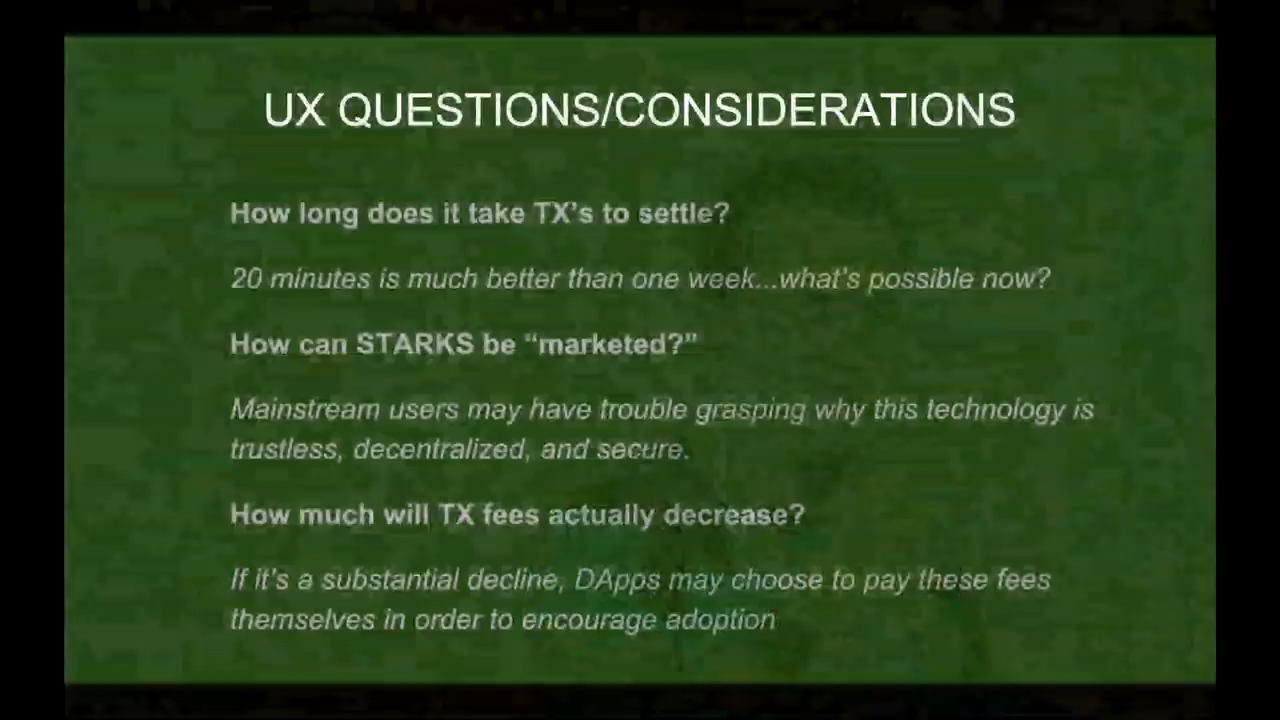 UX QUESTIONS/CONSIDERATIONS
How long does it take TX's to settle?
20 minutes is much better than one week...what's possible now?
How can STARKS be “marketed?”
Mainstream users may have trouble grasping why this technology is
trustless, decentralized, and secure.
How much will TX fees actually decrease?
If it's a substantial decline, DApps may choose to pay these fees
themselves in order to encourage adoption